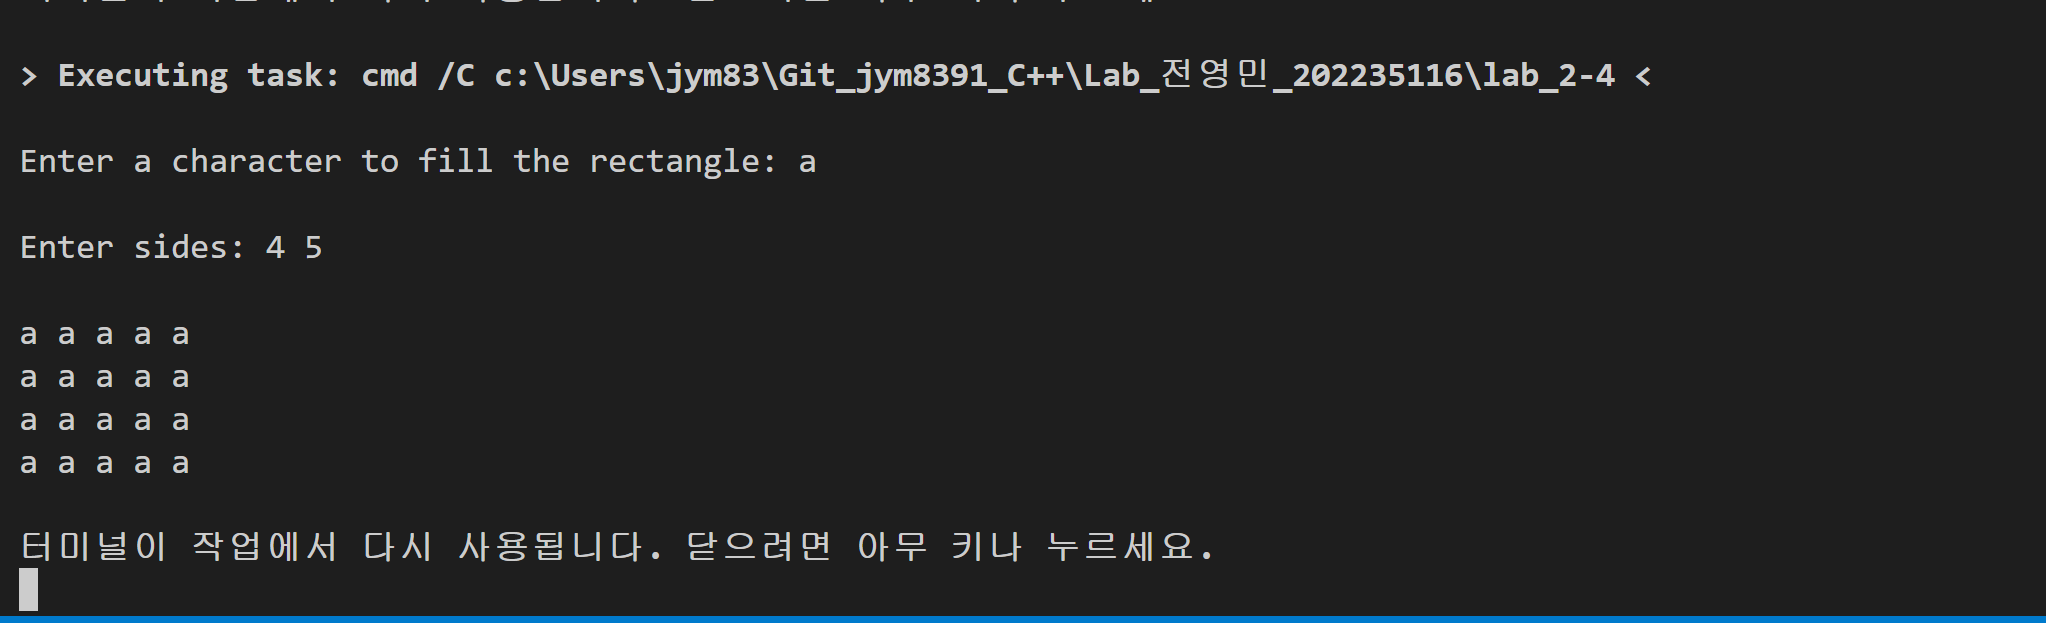 > Executing task: cmd /C c:\Users\jym83\Git_jym8391_C++\Lab_전영민_202235116\lab_2-4 <
Enter a character to fill the rectangle: a
Enter sides: 4 5
a a a a a
a a a a a
a a a a a
a a a a a
터미널이 작업에서 다시 사용됩니다. 닫으려면 아무 키나 누르세요.